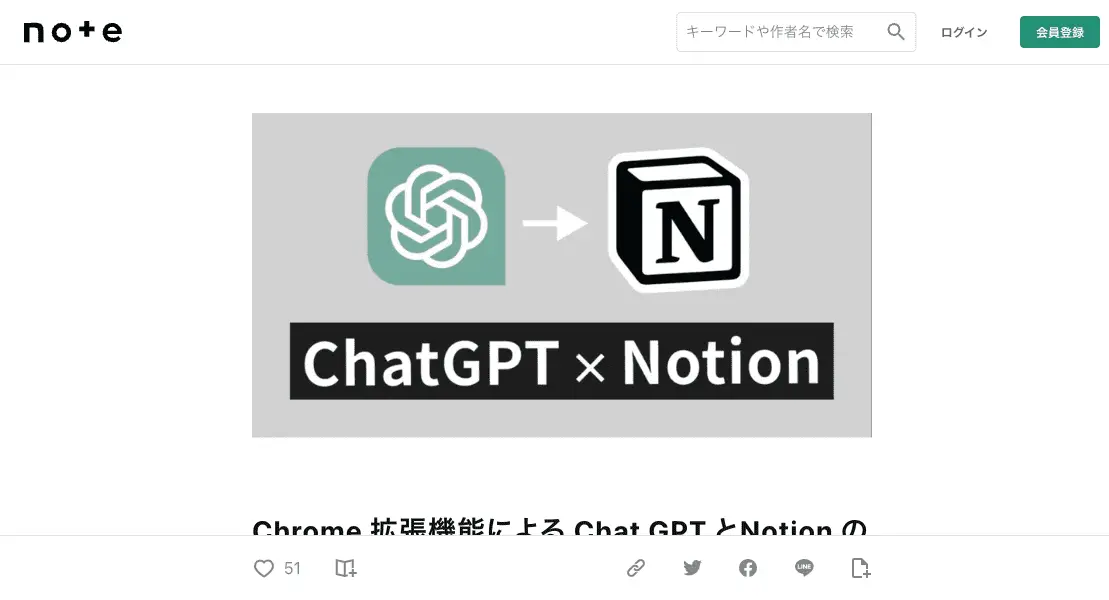 note
キーワードや作者名で検索
ログイン
会員登録
N
ChatGPT × Notion
Chrome 拡張機能による Chat GPT とNotion の
51
LINE